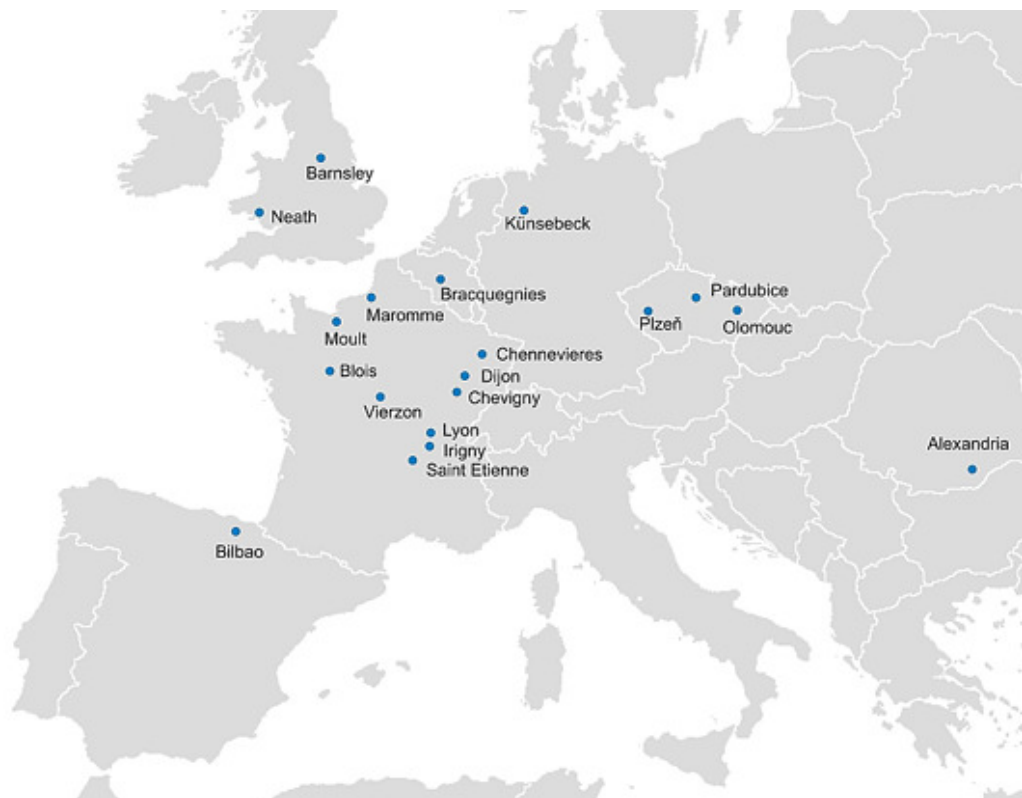 Barnsley
Neath
Künsebeck
Bracquegnies
Pardubice
Maromme
Plzeň
Olomouc
Moult
Chennevieres
Blois
Dijon
Chevigny
Vierzon
Lyon
Alexandria
Irigny
Saint Etienne
Bilbao